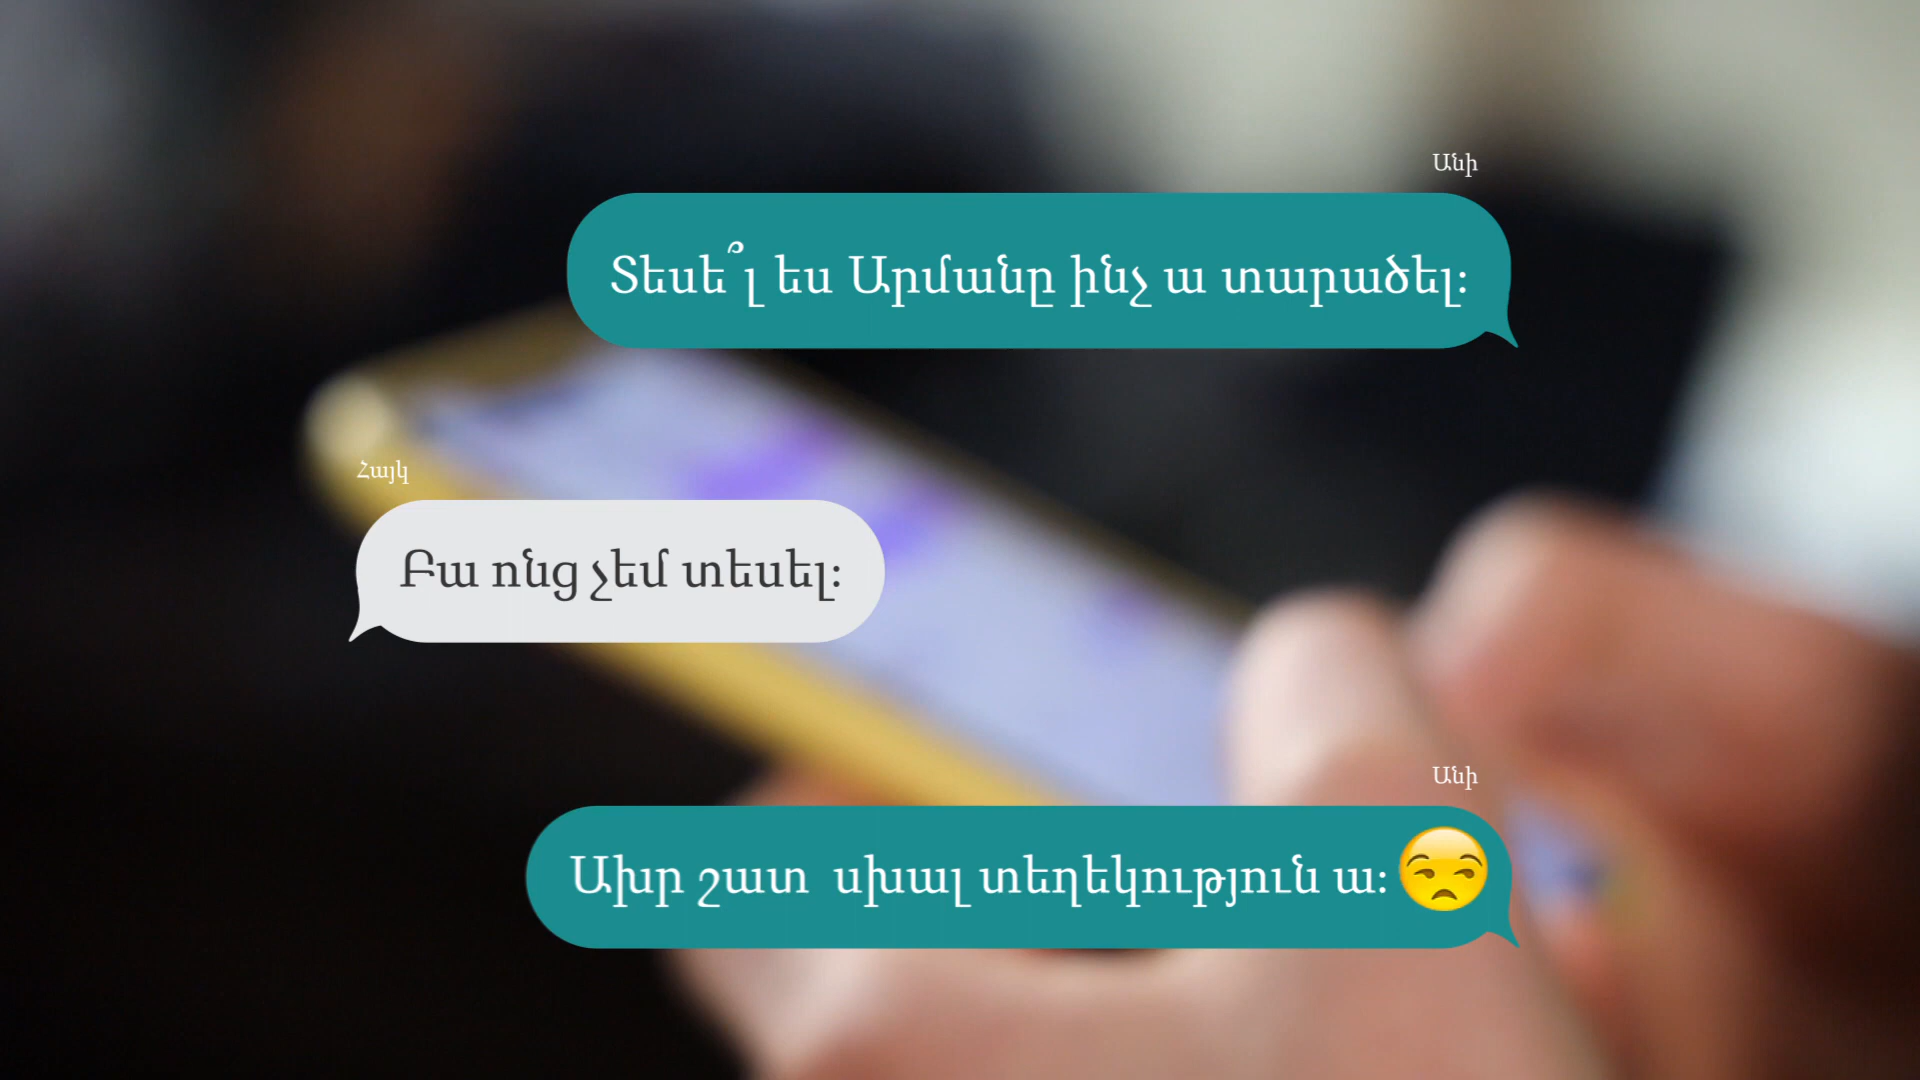 Անի
Տեսե՞լ ես Արմանը ինչ ա տարածել։
Հայկ
Բա ոնց չեմ տեսել։
Անի
Ախր շատ  սխալ տեղեկություն ա։ 😒